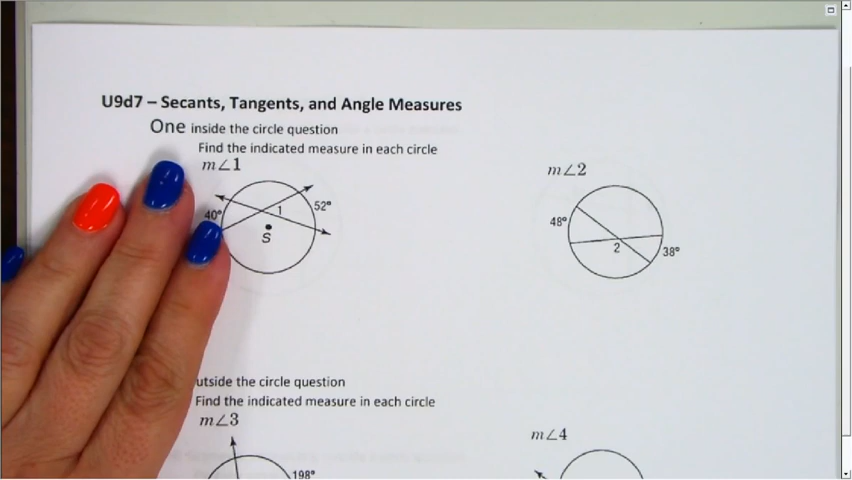 U9d7 – Secants, Tangents, and Angle Measures
One inside the circle question
Find the indicated measure in each circle
m∠1
m∠2
40°
1
52°
S
48°
2
38°
utside the circle question
Find the indicated measure in each circle
m∠3
m∠4
198°